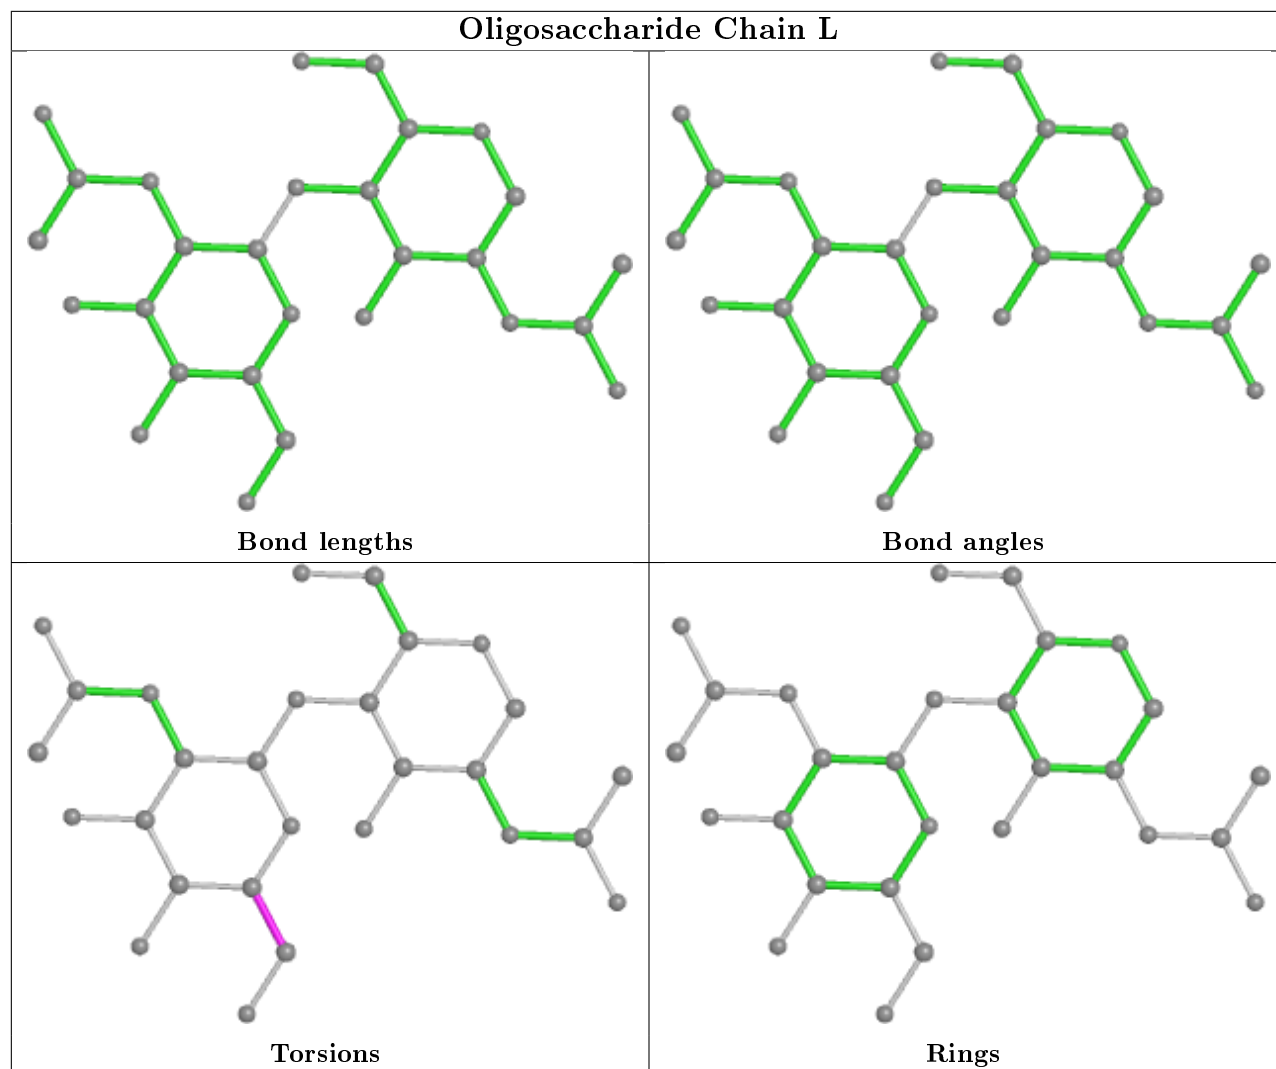 Oligosaccharide Chain L
Bond lengths
Bond angles
Torsions
Rings